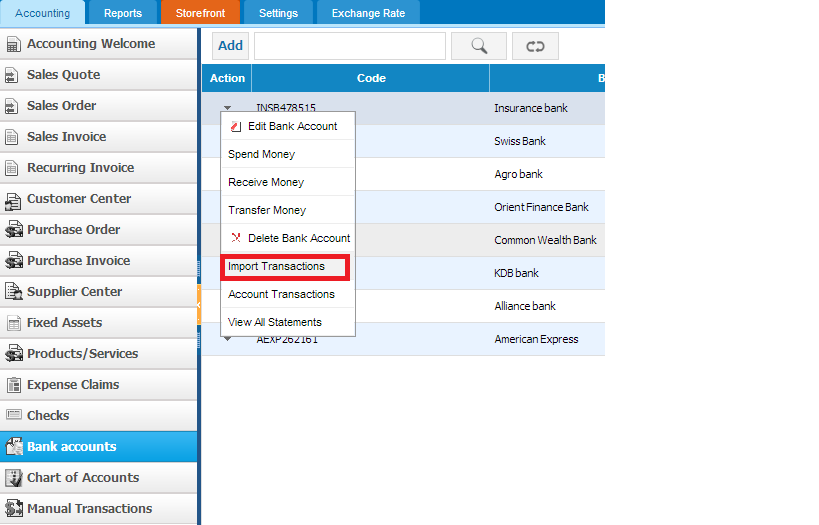 Accounting Reports Storefront Settings Exchange Rate
Accounting Welcome
Sales Quote
Sales Order
Sales Invoice
Recurring Invoice
Customer Center
Purchase Order
Purchase Invoice
Supplier Center
Fixed Assets
Products/Services
Expense Claims
Checks
Bank accounts
Chart of Accounts
Manual Transactions
Add
Action Code B
INSB478515 Insurance bank
Swiss Bank
Agro bank
Orient Finance Bank
Common Wealth Bank
KDB bank
Alliance bank
AEXP262161 American Express
Edit Bank Account
Spend Money
Receive Money
Transfer Money
Delete Bank Account
Import Transactions
Account Transactions
View All Statements